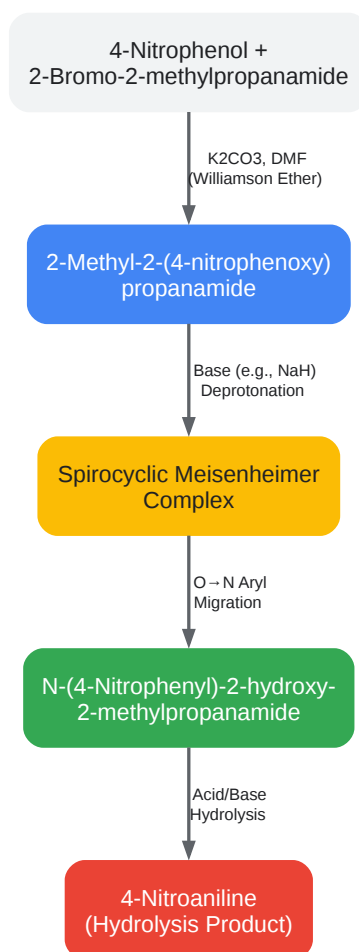 4-Nitrophenol +
2-Bromo-2-methylpropanamide
K2CO3, DMF
(Williamson Ether)
2-Methyl-2-(4-nitrophenoxy)
propanamide
Base (e.g., NaH)
Deprotonation
Spirocyclic Meisenheimer
Complex
O→N Aryl
Migration
N-(4-Nitrophenyl)-2-hydroxy-
2-methylpropanamide
Acid/Base
Hydrolysis
4-Nitroaniline
(Hydrolysis Product)